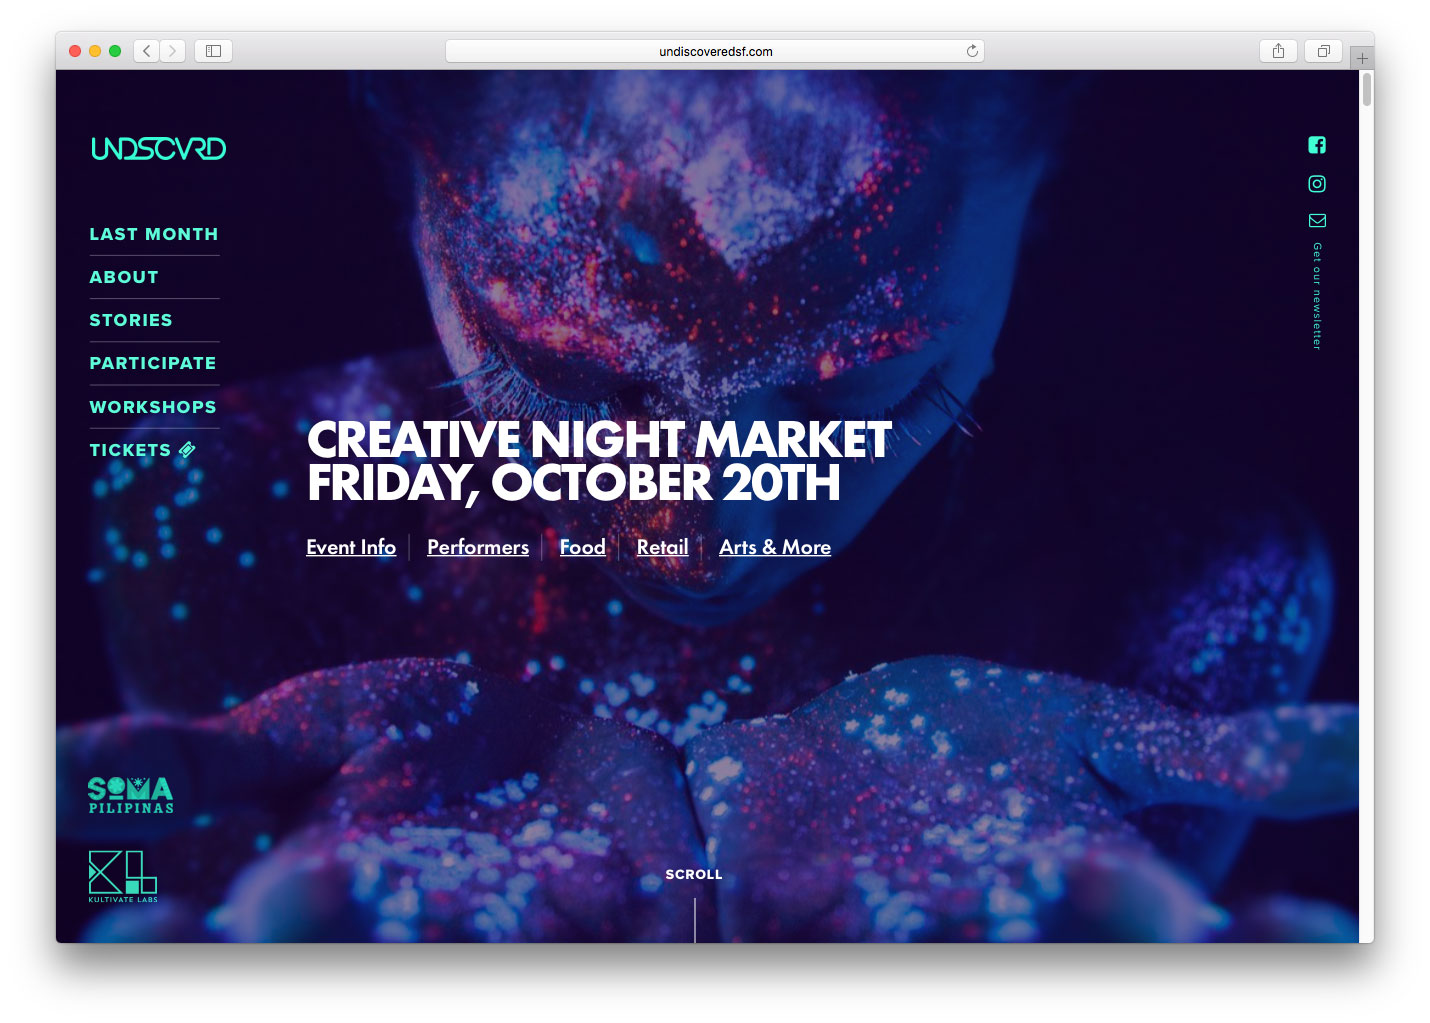 undiscoveredsf.com
UNDSCVRD
LAST MONTH
ABOUT
STORIES
PARTICIPATE
WORKSHOPS
TICKETS
Get our newsletter
CREATIVE NIGHT MARKET
FRIDAY, OCTOBER 20TH
Event Info Performers Food Retail Arts & More
SOMA
PILIPINAS
KL
KULTIVATE LABS
SCROLL